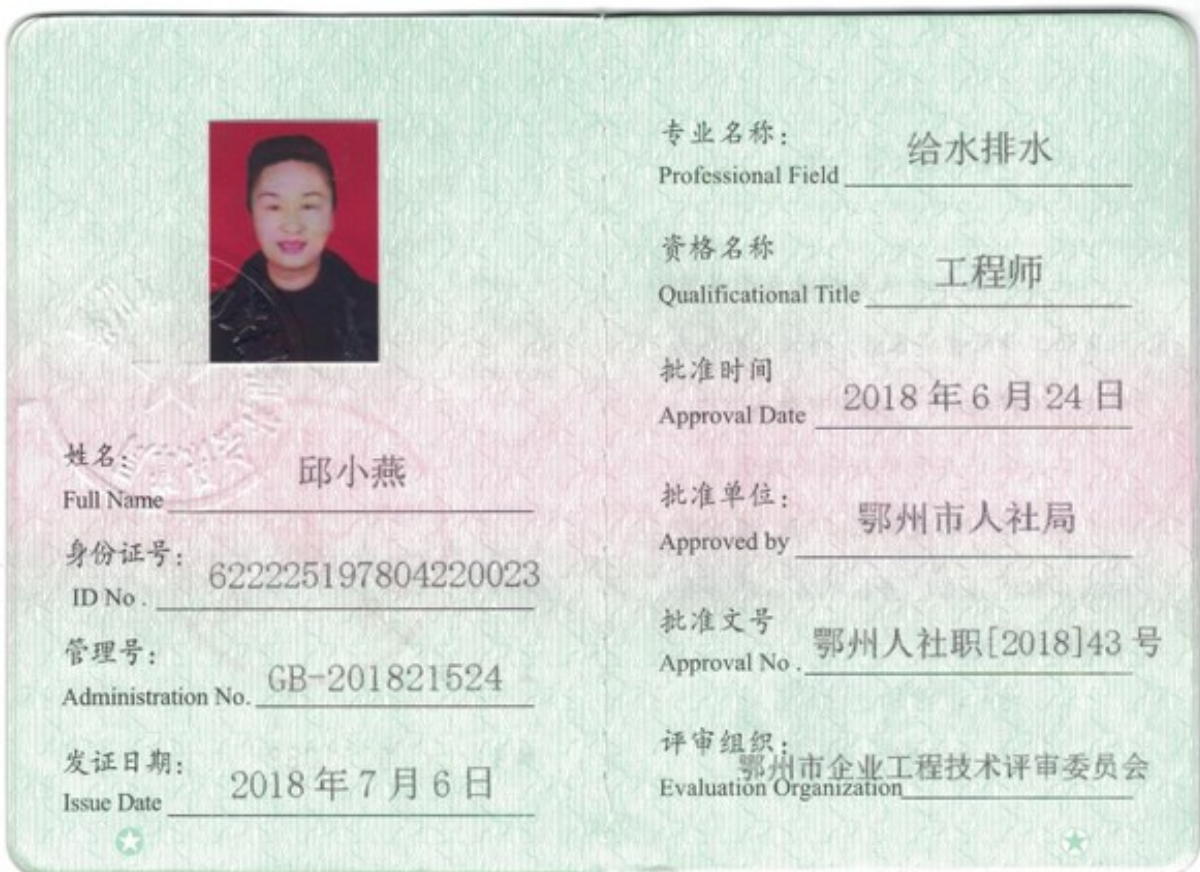 姓名： 邱小燕
Full Name
身份证号： 622225197804220023
ID No .
管理号：
Administration No. GB-201821524
发证日期： 2018年7月6日
Issue Date
专业名称： 给水排水
Professional Field
资格名称 工程师
Qualificational Title
批准时间 2018年6月24日
Approval Date
批准单位： 鄂州市人社局
Approved by
批准文号 鄂州人社职[2018]43号
Approval No .
评审组织：
鄂州市企业工程技术评审委员会
Evaluation Organization